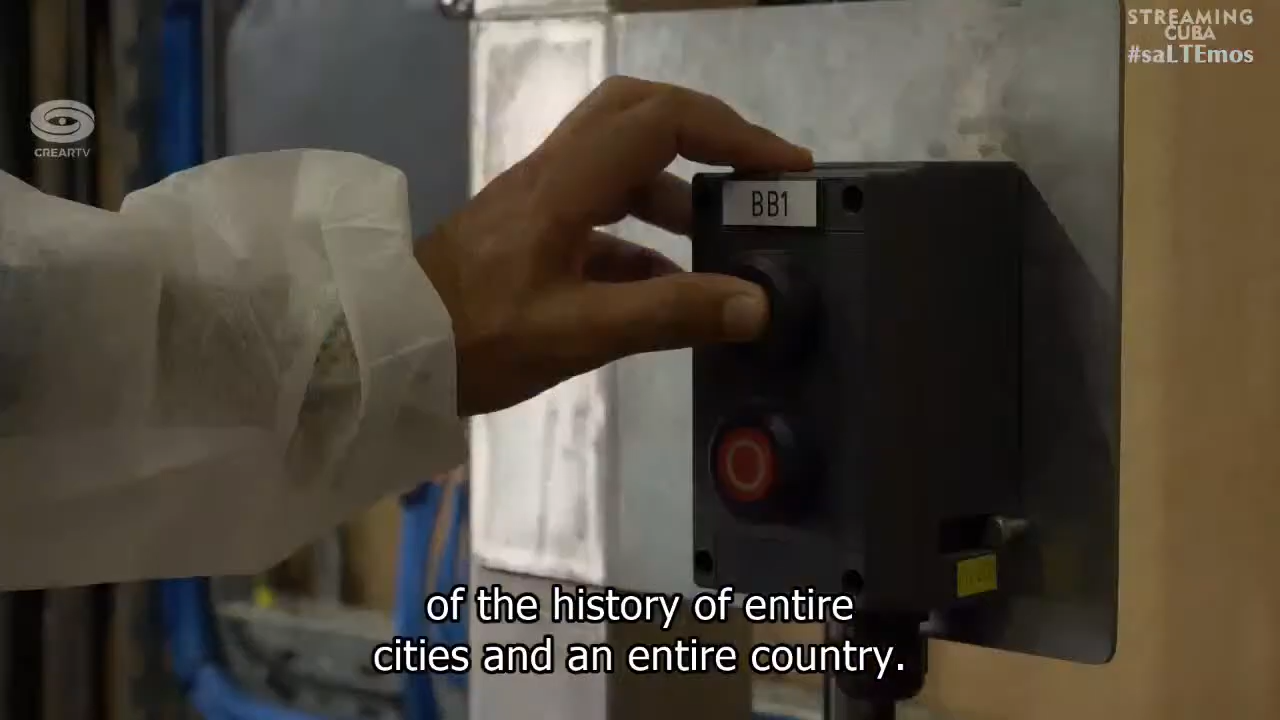 STREAMING
CUBA
#saLTEmos
CREARTV
BB1
of the history of entire
cities and an entire country.